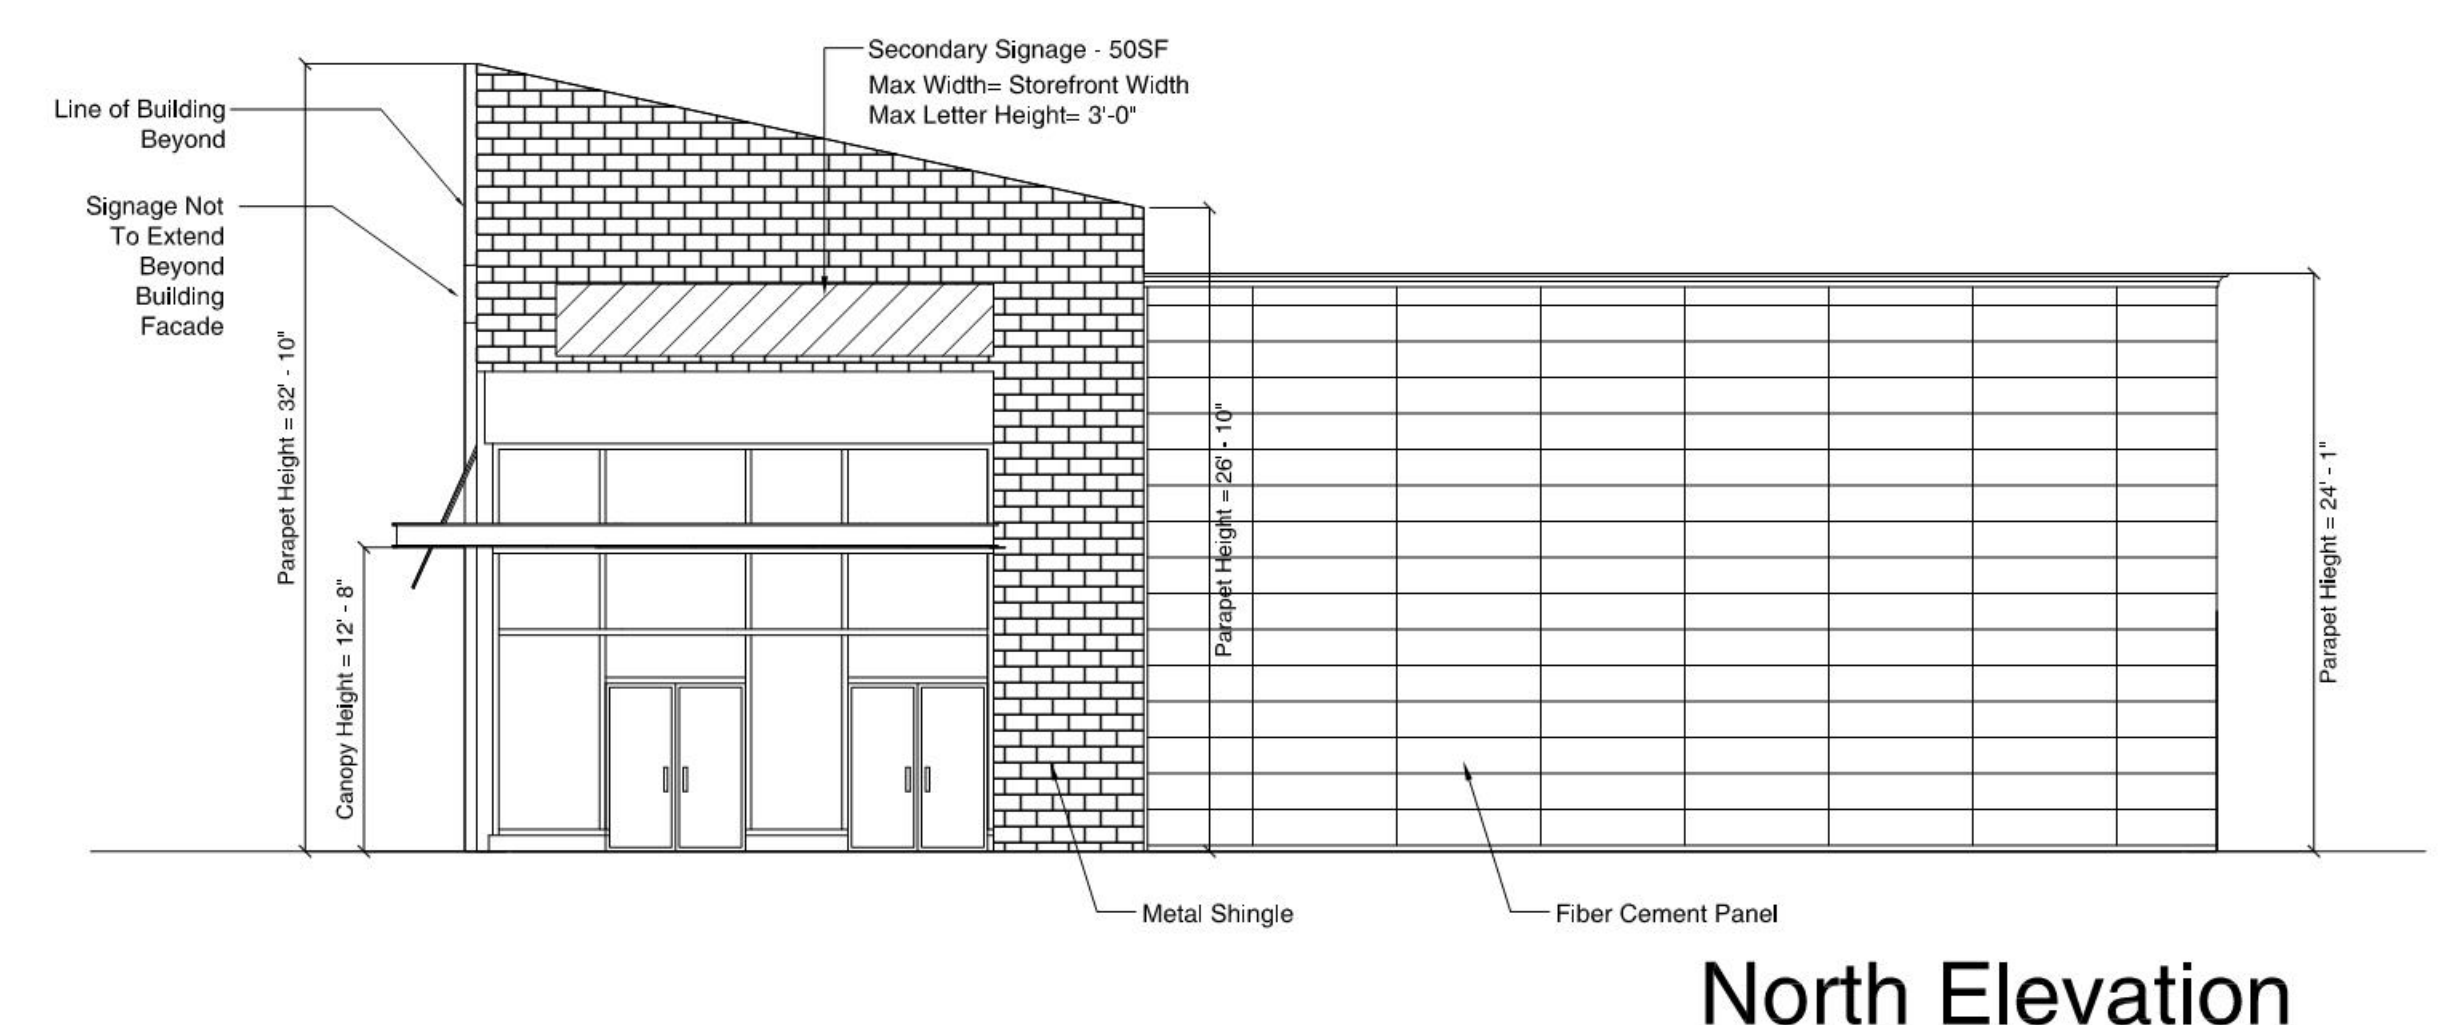 Secondary Signage - 50SF
Max Width= Storefront Width
Max Letter Height= 3'-0"
Line of Building
Beyond
Signage Not
To Extend
Beyond
Building
Facade
Parapet Height = 32' - 10"
Canopy Height = 12' - 8"
Parapet Height = 26' - 10"
Parapet Hieght = 24' - 1"
Metal Shingle
Fiber Cement Panel
North Elevation